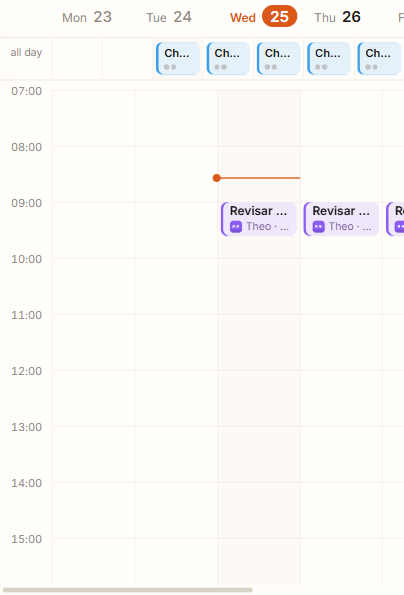 Mon 23 Tue 24 Wed 25 Thu 26 F
all day Ch... Ch... Ch... Ch... Ch...
07:00
08:00
09:00
Revisar ... Revisar ... R
Theo · ... Theo · ...
10:00
11:00
12:00
13:00
14:00
15:00